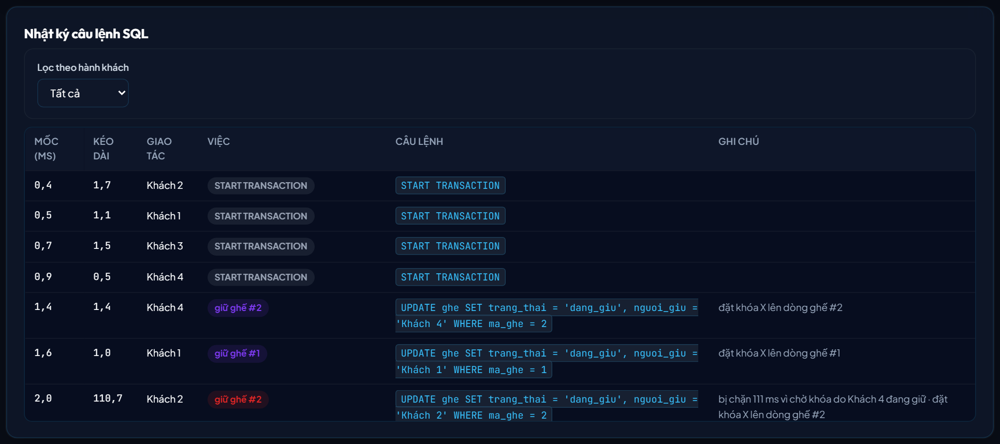 Nhật ký câu lệnh SQL
Lọc theo hành khách
Tất cả
MỐC (MS) KÉO DÀI GIAO TÁC VIỆC CÂU LỆNH GHI CHÚ
0,4 1,7 Khách 2 START TRANSACTION START TRANSACTION
0,5 1,1 Khách 1 START TRANSACTION START TRANSACTION
0,7 1,5 Khách 3 START TRANSACTION START TRANSACTION
0,9 0,5 Khách 4 START TRANSACTION START TRANSACTION
1,4 1,4 Khách 4 giữ ghế #2 UPDATE ghe SET trang_thai = 'dang_giu', nguoi_giu = đặt khóa X lên dòng ghế #2
'Khách 4' WHERE ma_ghe = 2
1,6 1,0 Khách 1 giữ ghế #1 UPDATE ghe SET trang_thai = 'dang_giu', nguoi_giu = đặt khóa X lên dòng ghế #1
'Khách 1' WHERE ma_ghe = 1
2,0 110,7 Khách 2 giữ ghế #2 UPDATE ghe SET trang_thai = 'dang_giu', nguoi_giu = bị chặn 111 ms vì chờ khóa do Khách 4 đang giữ · đặt
'Khách 2' WHERE ma_ghe = 2 khóa X lên dòng ghế #2